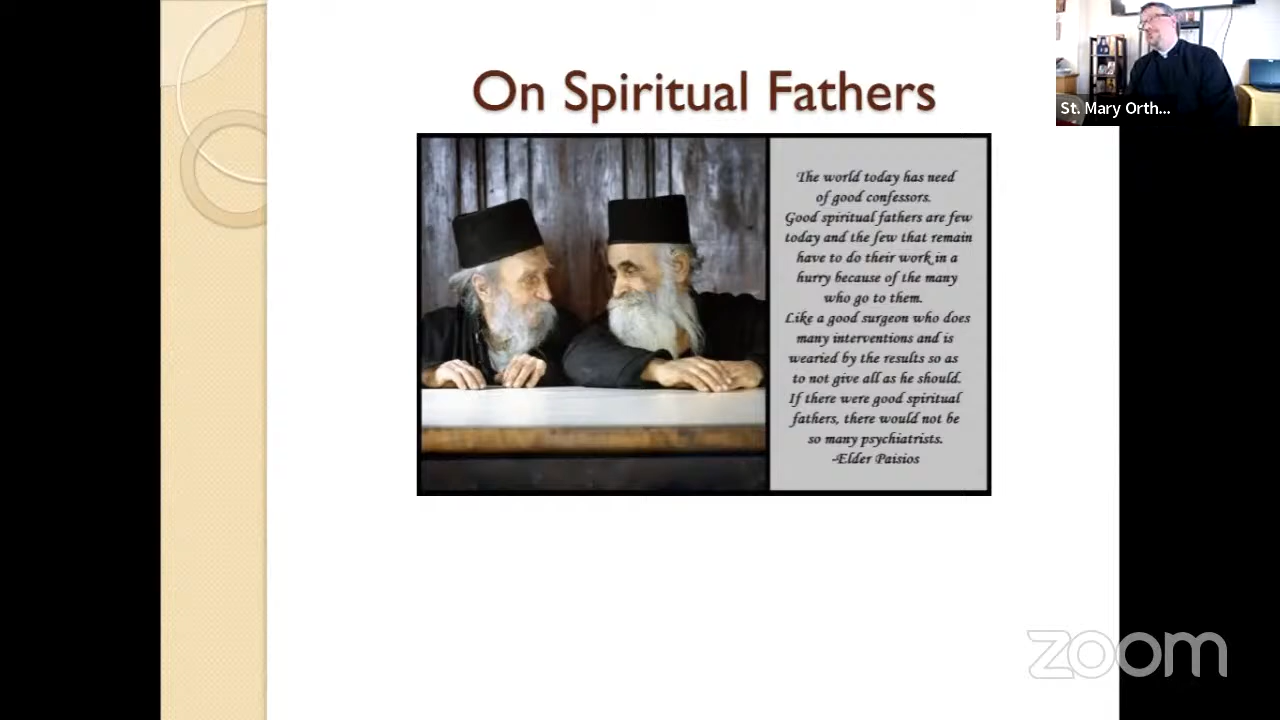 On Spiritual Fathers
The world today has need
of good confessors.
Good spiritual fathers are few
today and the few that remain
have to do their work in a
hurry because of the many
who go to them.
Like a good surgeon who does
many interventions and is
wearied by the results so as
to not give all as he should.
If there were good spiritual
fathers, there would not be
so many psychiatrists.
-Elder Paisios
St. Mary Orth...
zoom